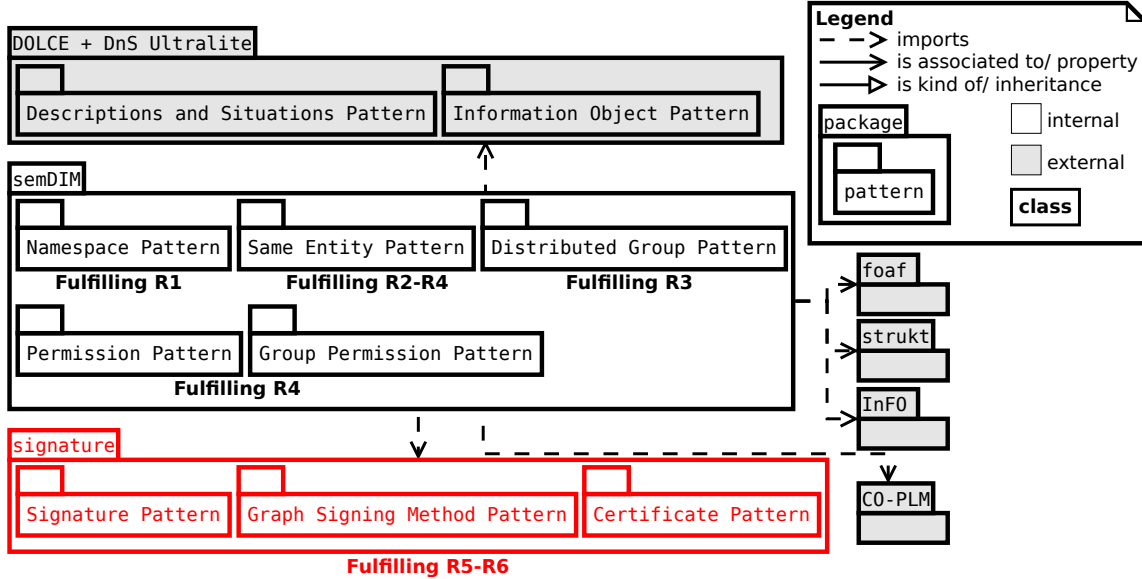 DOLCE + DnS Ultralite
Descriptions and Situations Pattern
Information Object Pattern
Legend
imports
is associated to/ property
is kind of/ inheritance
package
pattern
internal
external
class
semDIM
Namespace Pattern
Same Entity Pattern
Distributed Group Pattern
Fulfilling R1
Fulfilling R2-R4
Fulfilling R3
Permission Pattern
Group Permission Pattern
Fulfilling R4
foaf
strukt
InFO
CO-PLM
signature
Signature Pattern
Graph Signing Method Pattern
Certificate Pattern
Fulfilling R5-R6